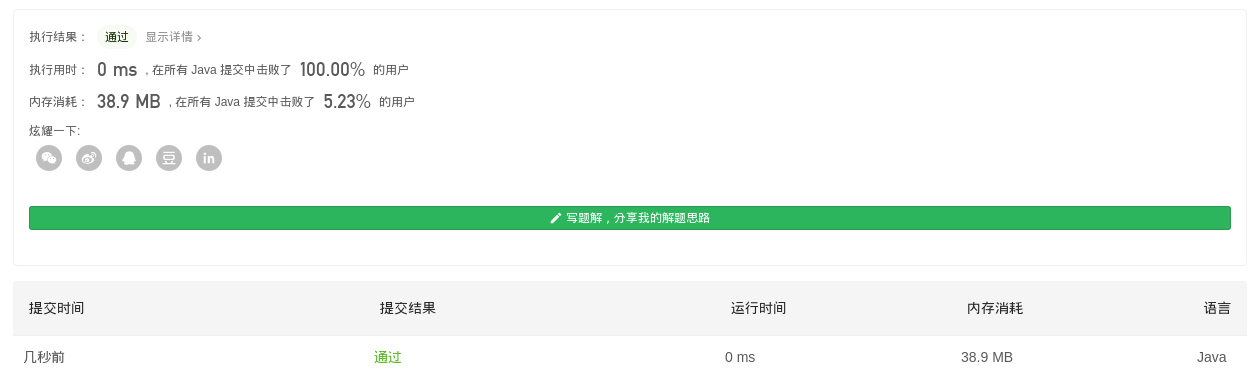 执行结果： 通过 显示详情 ›
执行用时： 0 ms , 在所有 Java 提交中击败了 100.00% 的用户
内存消耗： 38.9 MB , 在所有 Java 提交中击败了 5.23% 的用户
炫耀一下:
豆 in
写题解，分享我的解题思路
提交时间 提交结果 运行时间 内存消耗 语言
几秒前 通过 0 ms 38.9 MB Java